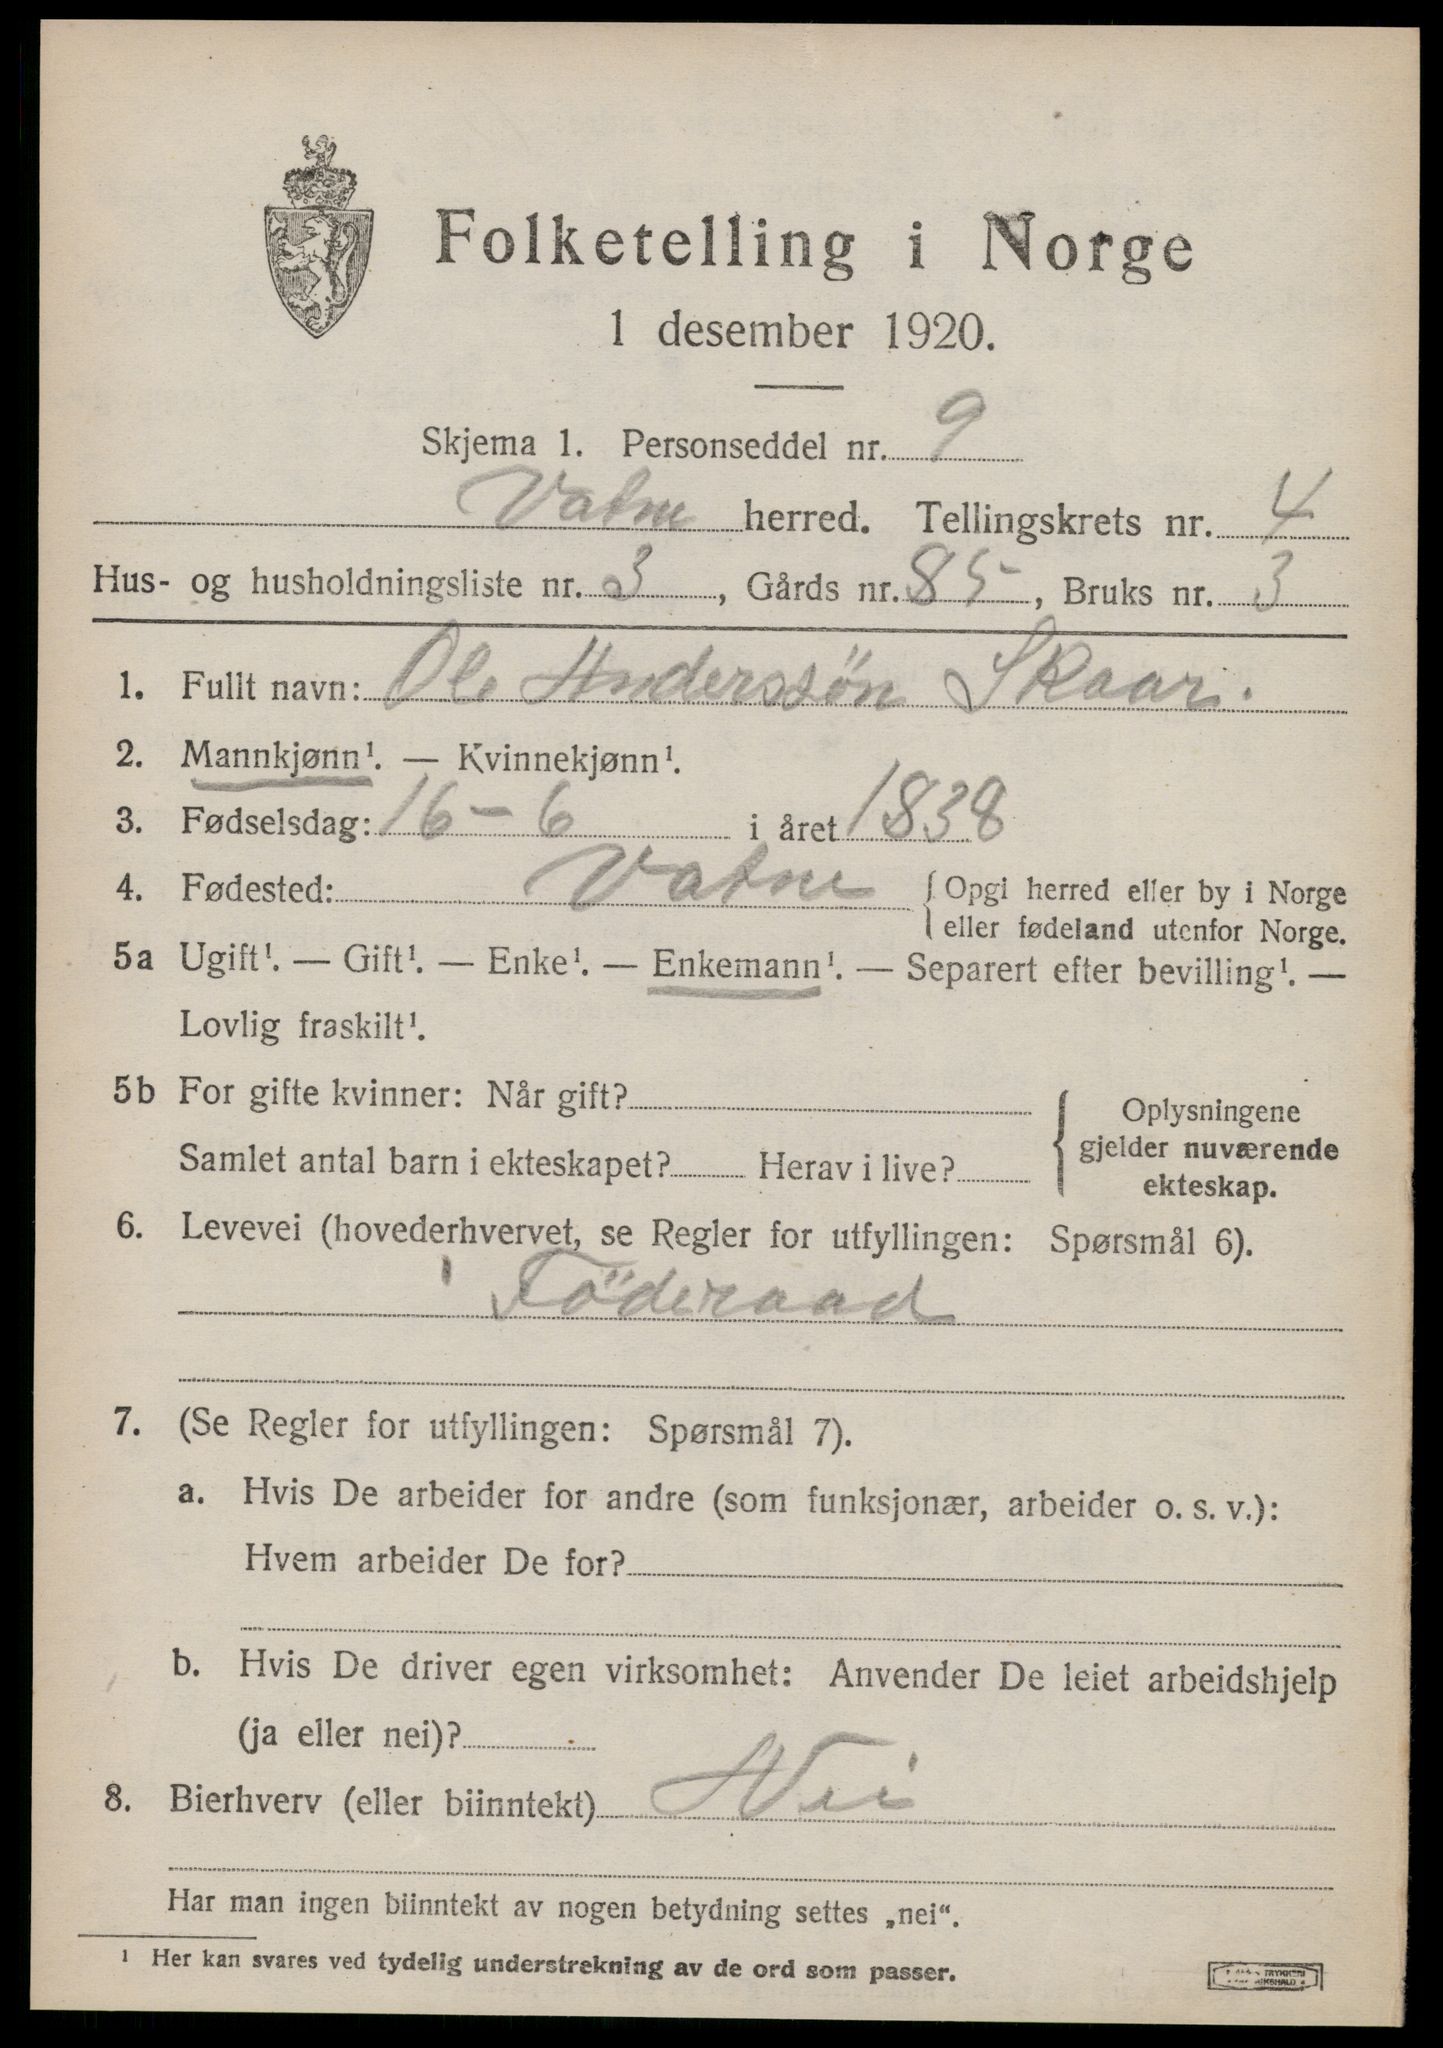 Folketelling i Norge
1 desember 1920.
Skjema 1. Personseddel nr. 9
Vatne herred. Tellingskrets nr. 4
Hus- og husholdningsliste nr. 3, Gårds nr. 85, Bruks nr. 3
1. Fullt navn: Ole Anderssön Skaar.
2. Mannkjønn¹. — Kvinnekjønn¹.
3. Fødselsdag: 16-6 i året 1838
4. Fødested: Vatne { Opgi herred eller by i Norge
eller fødeland utenfor Norge.
5a Ugift¹. — Gift¹. — Enke¹. — Enkemann¹. — Separert efter bevilling¹. —
Lovlig fraskilt¹.
5b For gifte kvinner: Når gift? { Oplysningene
Samlet antal barn i ekteskapet? Herav i live? gjelder nuværende
ekteskap.
6. Levevei (hovederhvervet, se Regler for utfyllingen: Spørsmål 6).
Föderaad
7. (Se Regler for utfyllingen: Spørsmål 7).
a. Hvis De arbeider for andre (som funksjonær, arbeider o. s. v.):
Hvem arbeider De for?
b. Hvis De driver egen virksomhet: Anvender De leiet arbeidshjelp
(ja eller nei)?
8. Bierhverv (eller biinntekt) Nei
Har man ingen biinntekt av nogen betydning settes „nei“.
¹ Her kan svares ved tydelig understrekning av de ord som passer.